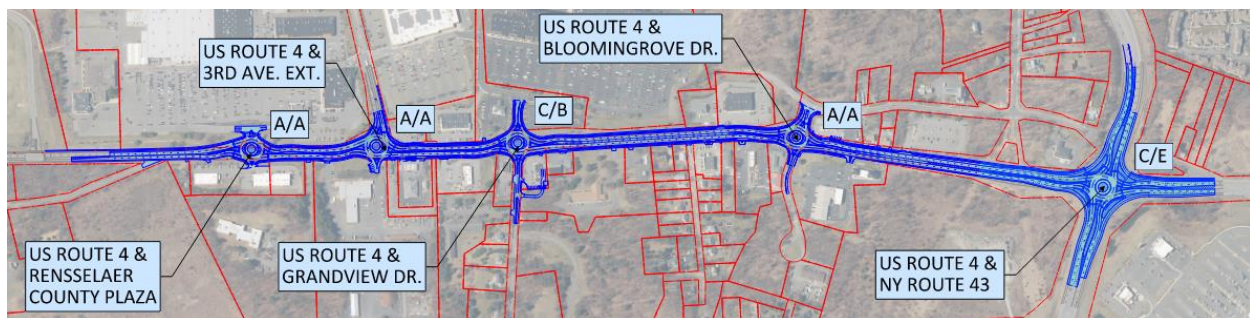 US ROUTE 4 &
3RD AVE. EXT.
US ROUTE 4 &
BLOOMINGROVE DR.
A/A
A/A
C/B
A/A
C/E
US ROUTE 4 &
RENSSELAER
COUNTY PLAZA
US ROUTE 4 &
GRANDVIEW DR.
US ROUTE 4 &
NY ROUTE 43